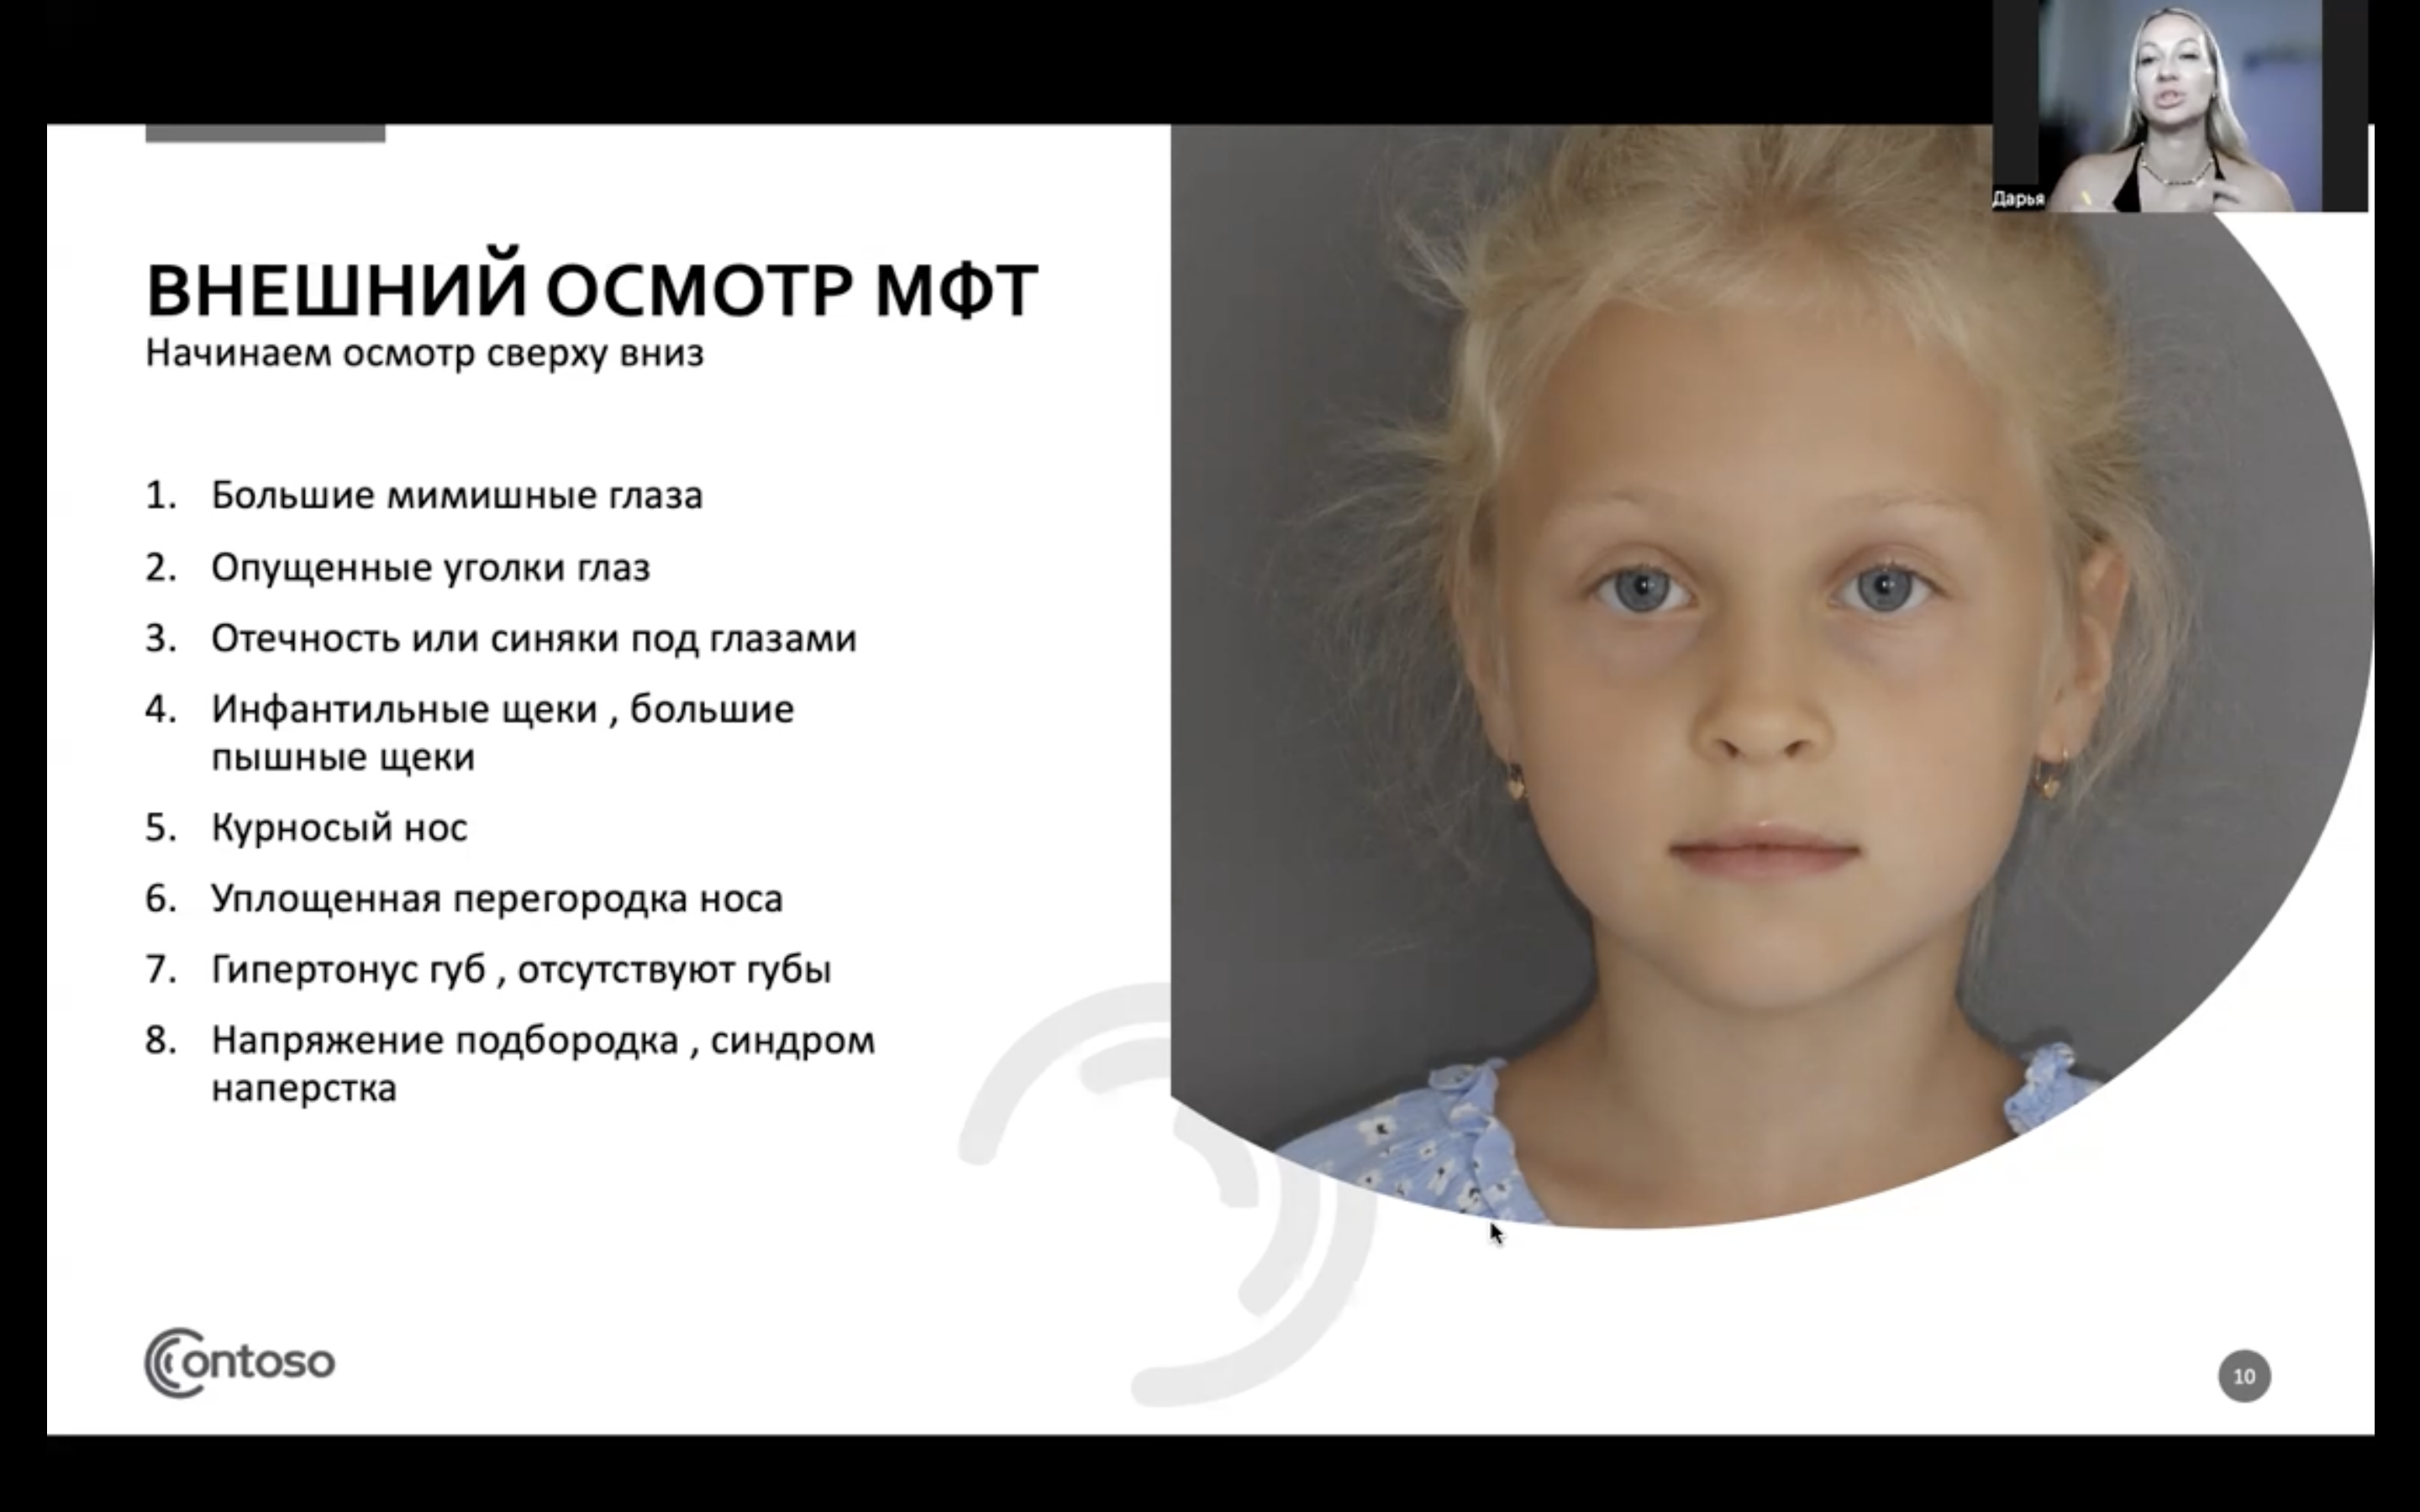 Дарья
ВНЕШНИЙ ОСМОТР МФТ
Начинаем осмотр сверху вниз
1. Большие мимишные глаза
2. Опущенные уголки глаз
3. Отечность или синяки под глазами
4. Инфантильные щеки , большие
пышные щеки
5. Курносый нос
6. Уплощенная перегородка носа
7. Гипертонус губ , отсутствуют губы
8. Напряжение подбородка , синдром
наперстка
Contoso
10